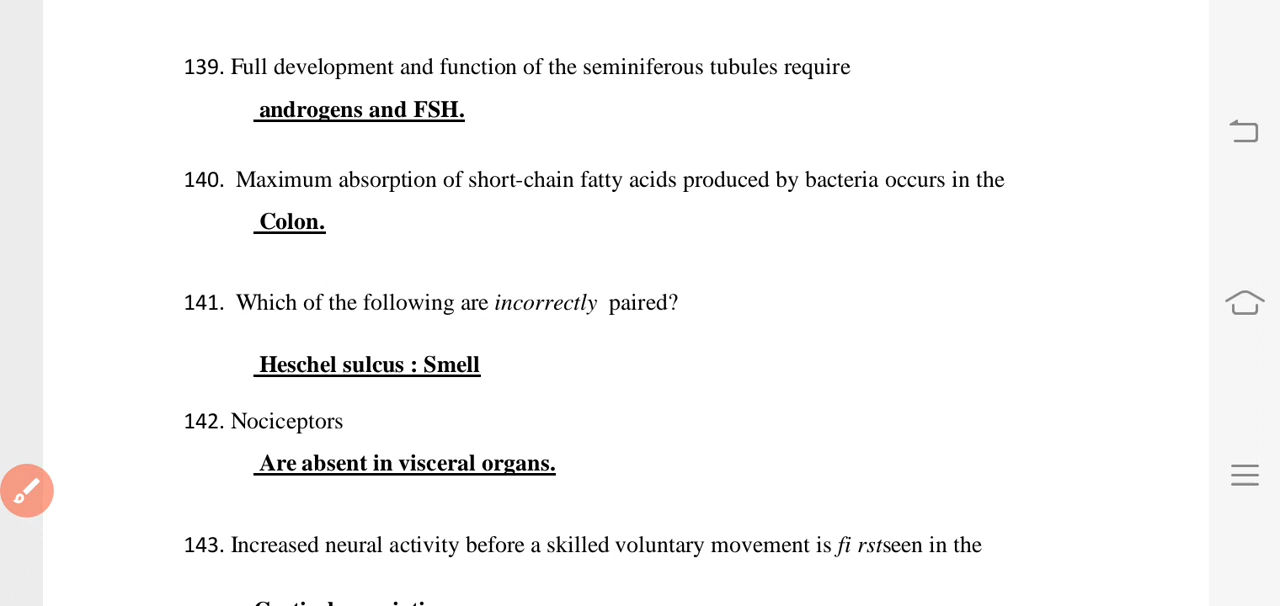 139. Full development and function of the seminiferous tubules require
androgens and FSH.
140. Maximum absorption of short-chain fatty acids produced by bacteria occurs in the
Colon.
141. Which of the following are incorrectly paired?
Heschel sulcus : Smell
142. Nociceptors
Are absent in visceral organs.
143. Increased neural activity before a skilled voluntary movement is fi rstseen in the